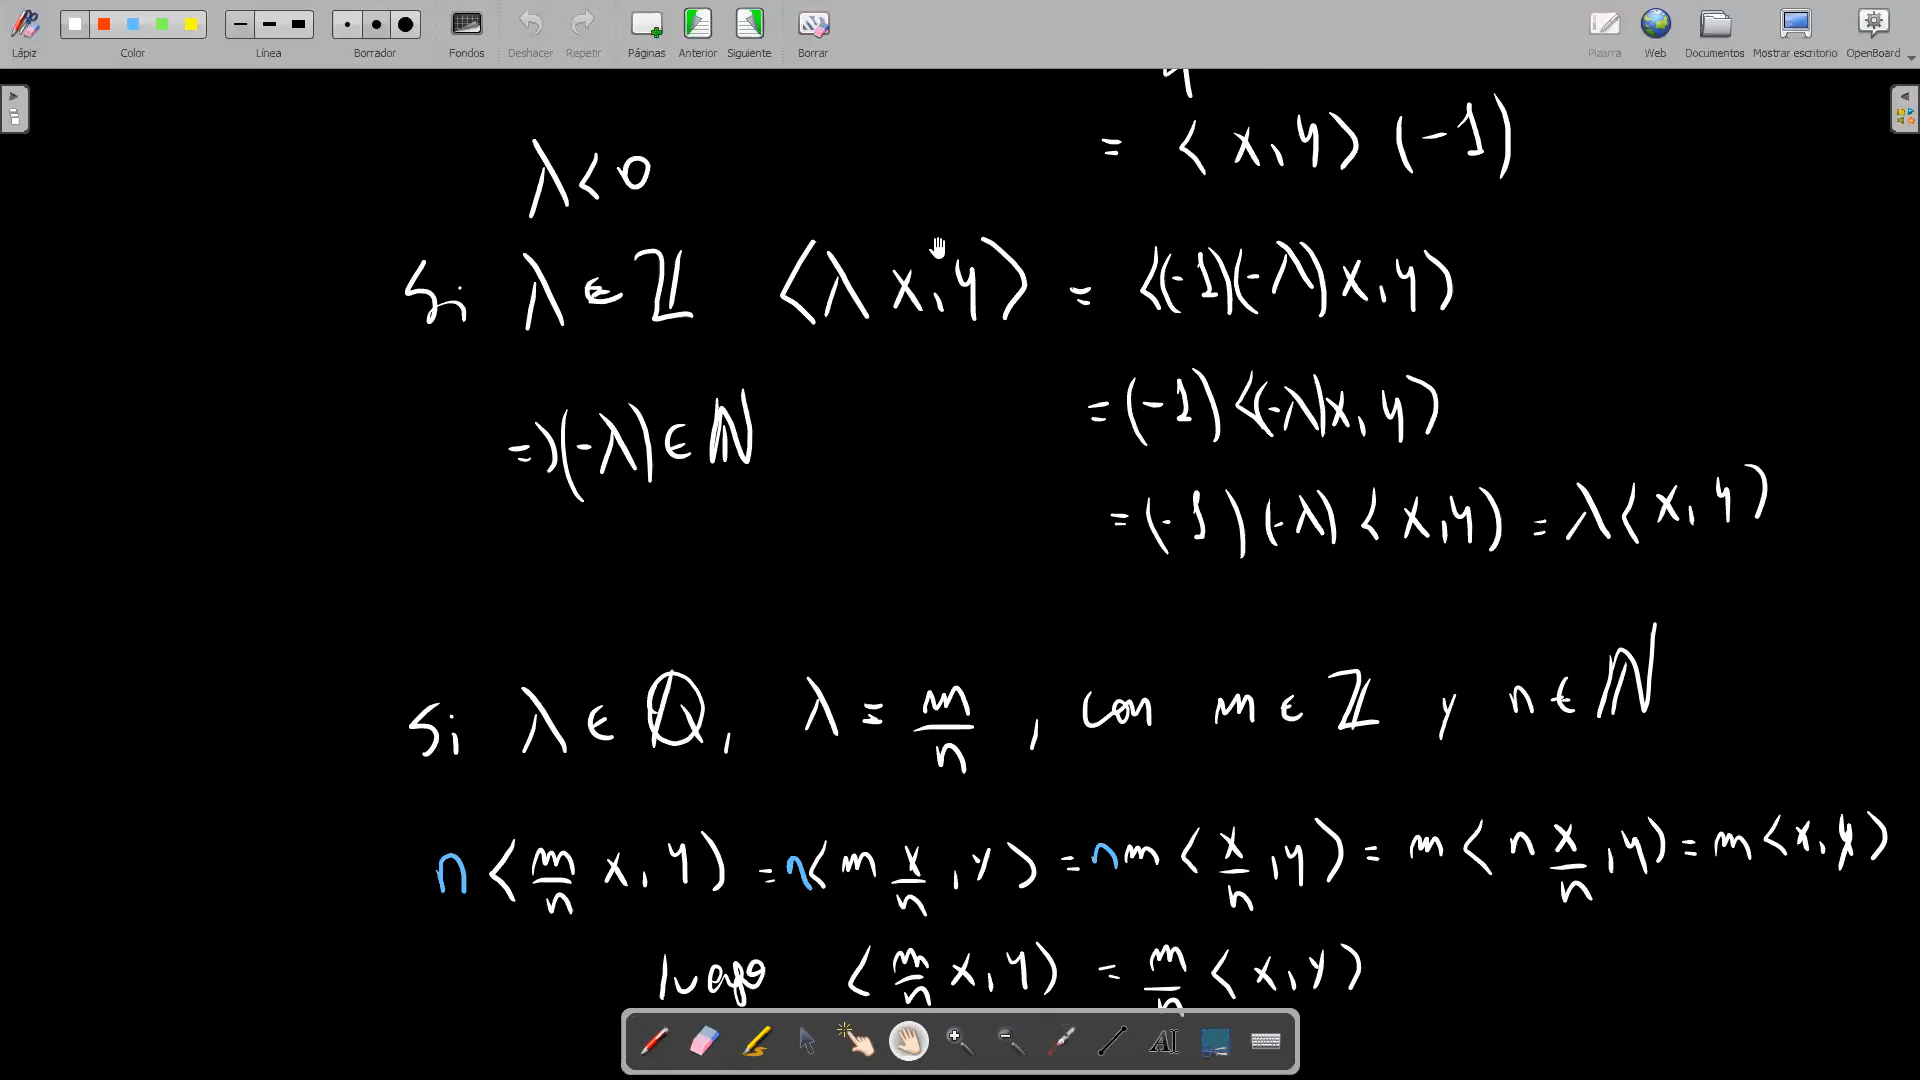 Lápiz Color Línea Borrador Fondos Deshacer Repetir Páginas Anterior Siguiente Borrar Pizarra Web Documentos Mostrar escritorio OpenBoard
= ⟨x,y⟩(-1)
λ<0
Si λ∈ℤ ⟨λx,y⟩ = ⟨(-1)(-λ)x,y⟩
=(-1)⟨(-λ)x,y⟩
=)(-λ)∈ℕ
=(-1)(-λ)⟨x,y⟩ = λ⟨x,y⟩
Si λ∈ℚ, λ = m/n, con m∈ℤ y n∈ℕ
n⟨m/n x,y⟩ = n⟨m x/n,y⟩ = nm⟨x/n,y⟩ = m⟨n x/n,y⟩ = m⟨x,y⟩
luego ⟨m/n x,y⟩ = m/n ⟨x,y⟩